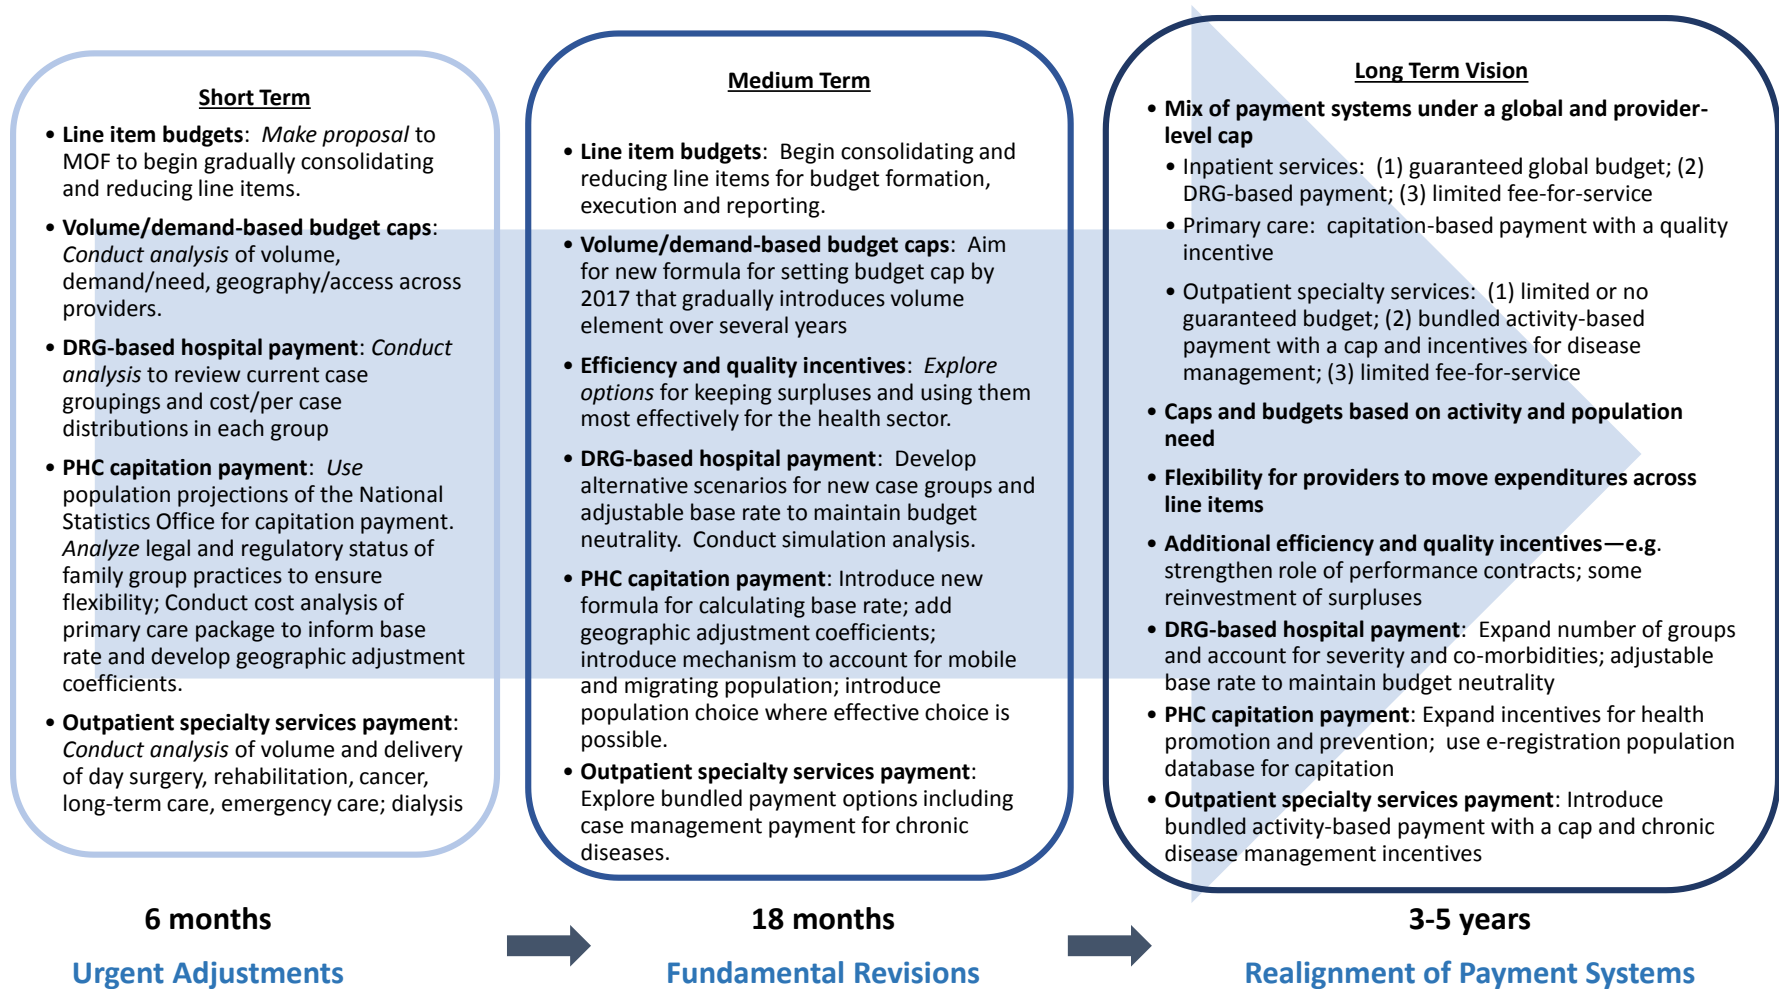 Short Term
• Line item budgets: Make proposal to
MOF to begin gradually consolidating
and reducing line items.
• Volume/demand-based budget caps:
Conduct analysis of volume,
demand/need, geography/access across
providers.
• DRG-based hospital payment: Conduct
analysis to review current case
groupings and cost/per case
distributions in each group
• PHC capitation payment: Use
population projections of the National
Statistics Office for capitation payment.
Analyze legal and regulatory status of
family group practices to ensure
flexibility; Conduct cost analysis of
primary care package to inform base
rate and develop geographic adjustment
coefficients.
• Outpatient specialty services payment:
Conduct analysis of volume and delivery
of day surgery, rehabilitation, cancer,
long-term care, emergency care; dialysis
Medium Term
• Line item budgets: Begin consolidating and
reducing line items for budget formation,
execution and reporting.
• Volume/demand-based budget caps: Aim
for new formula for setting budget cap by
2017 that gradually introduces volume
element over several years
• Efficiency and quality incentives: Explore
options for keeping surpluses and using them
most effectively for the health sector.
• DRG-based hospital payment: Develop
alternative scenarios for new case groups and
adjustable base rate to maintain budget
neutrality. Conduct simulation analysis.
• PHC capitation payment: Introduce new
formula for calculating base rate; add
geographic adjustment coefficients;
introduce mechanism to account for mobile
and migrating population; introduce
population choice where effective choice is
possible.
• Outpatient specialty services payment:
Explore bundled payment options including
case management payment for chronic
diseases.
Long Term Vision
• Mix of payment systems under a global and provider-
level cap
• Inpatient services: (1) guaranteed global budget; (2)
DRG-based payment; (3) limited fee-for-service
• Primary care: capitation-based payment with a quality
incentive
• Outpatient specialty services: (1) limited or no
guaranteed budget; (2) bundled activity-based
payment with a cap and incentives for disease
management; (3) limited fee-for-service
• Caps and budgets based on activity and population
need
• Flexibility for providers to move expenditures across
line items
• Additional efficiency and quality incentives—e.g.
strengthen role of performance contracts; some
reinvestment of surpluses
• DRG-based hospital payment: Expand number of groups
and account for severity and co-morbidities; adjustable
base rate to maintain budget neutrality
• PHC capitation payment: Expand incentives for health
promotion and prevention; use e-registration population
database for capitation
• Outpatient specialty services payment: Introduce
bundled activity-based payment with a cap and chronic
disease management incentives
6 months
18 months
3-5 years
Urgent Adjustments
Fundamental Revisions
Realignment of Payment Systems